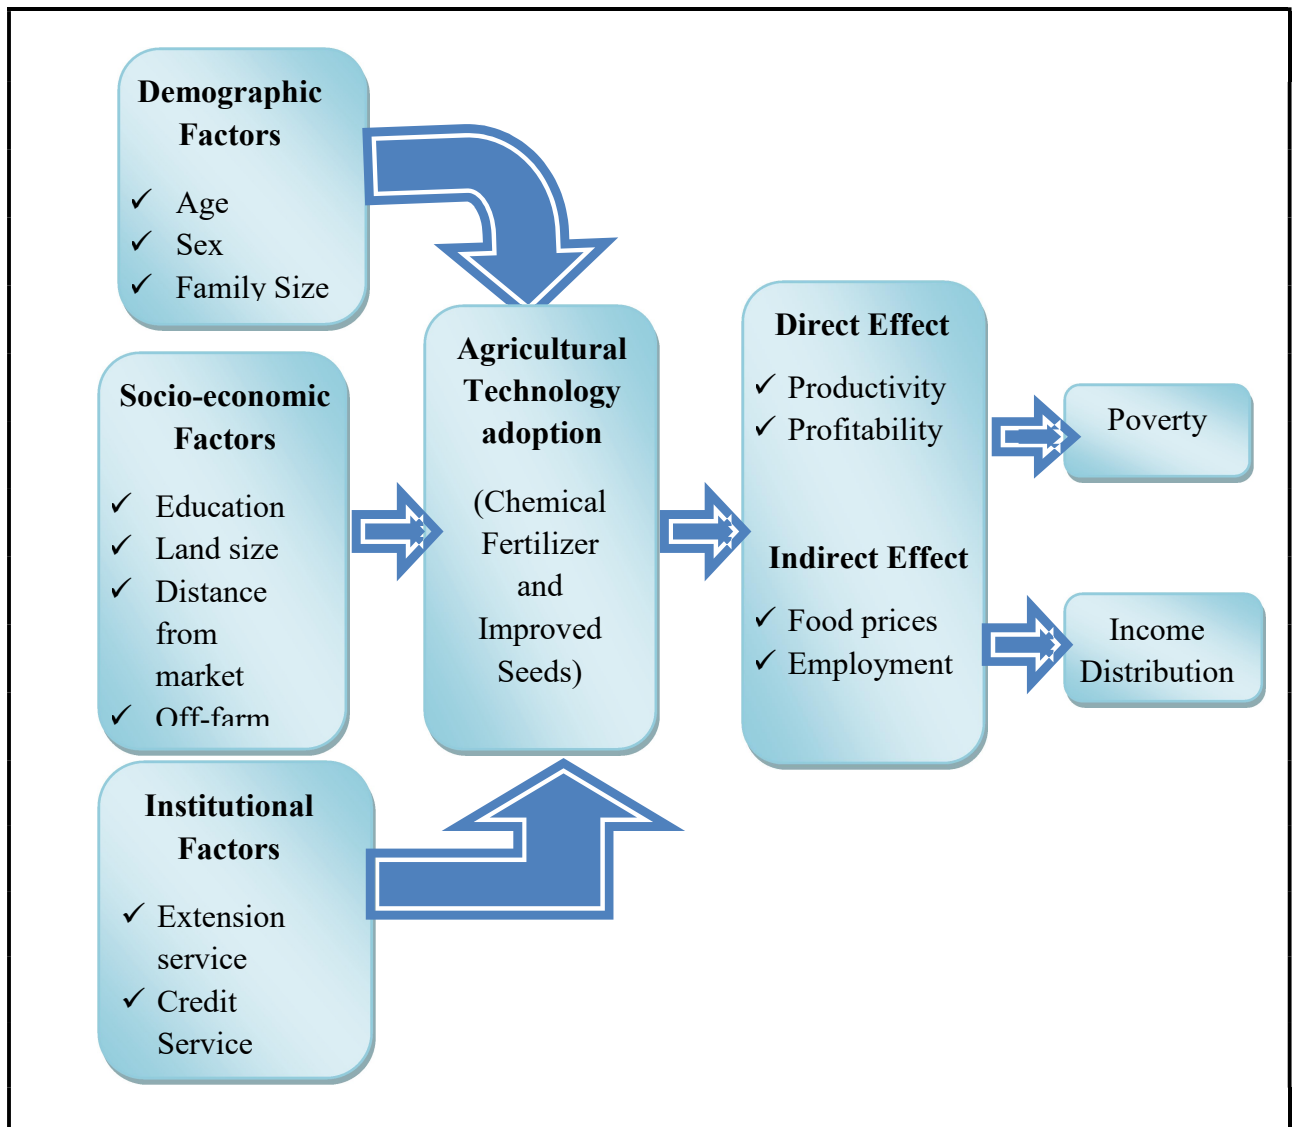 Demographic
Factors
✓ Age
✓ Sex
✓ Family Size
Socio-economic
Factors
✓ Education
✓ Land size
✓ Distance
from
market
✓ Off-farm
Institutional
Factors
✓ Extension
service
✓ Credit
Service
Agricultural
Technology
adoption
(Chemical
Fertilizer
and
Improved
Seeds)
Direct Effect
✓ Productivity
✓ Profitability
Indirect Effect
✓ Food prices
✓ Employment
Poverty
Income
Distribution